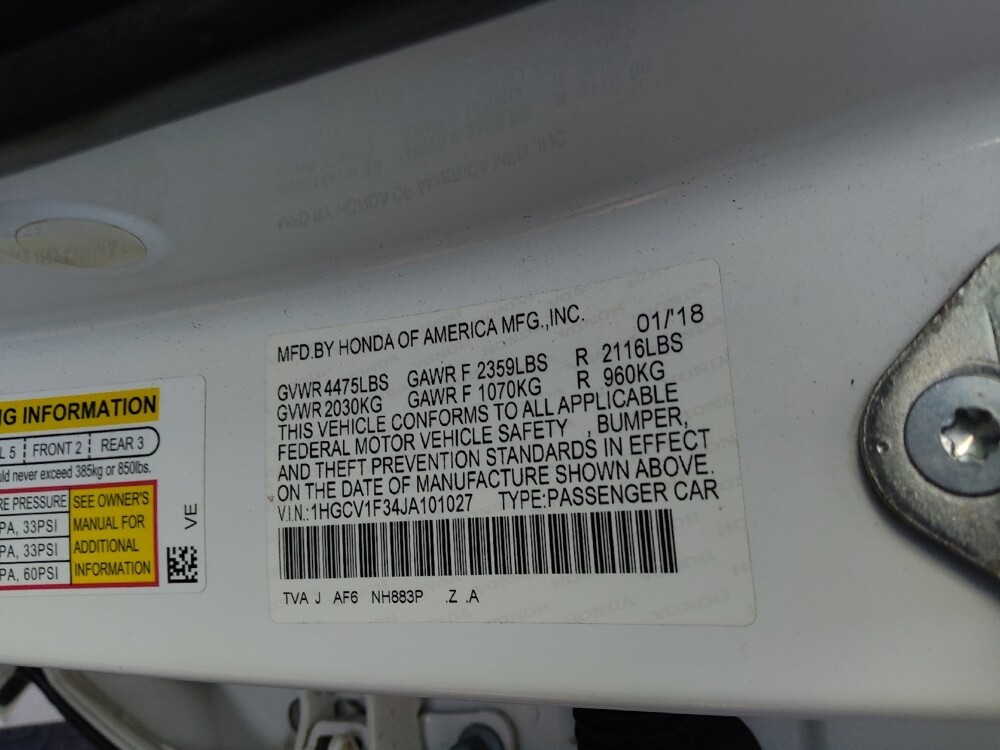 NG INFORMATION
L 5 FRONT 2 REAR 3
uld never exceed 385kg or 850lbs.
RE PRESSURE SEE OWNER'S
PA, 33PSI MANUAL FOR
PA, 33PSI ADDITIONAL
PA, 60PSI INFORMATION
VE
MFD.BY HONDA OF AMERICA MFG.,INC. 01/'18
GVWR 4475LBS GAWR F 2359LBS R 2116LBS
GVWR 2030KG GAWR F 1070KG R 960KG
THIS VEHICLE CONFORMS TO ALL APPLICABLE
FEDERAL MOTOR VEHICLE SAFETY , BUMPER,
AND THEFT PREVENTION STANDARDS IN EFFECT
ON THE DATE OF MANUFACTURE SHOWN ABOVE.
V.I.N.:1HGCV1F34JA101027 TYPE:PASSENGER CAR
TVA J AF6 NH883P .Z .A